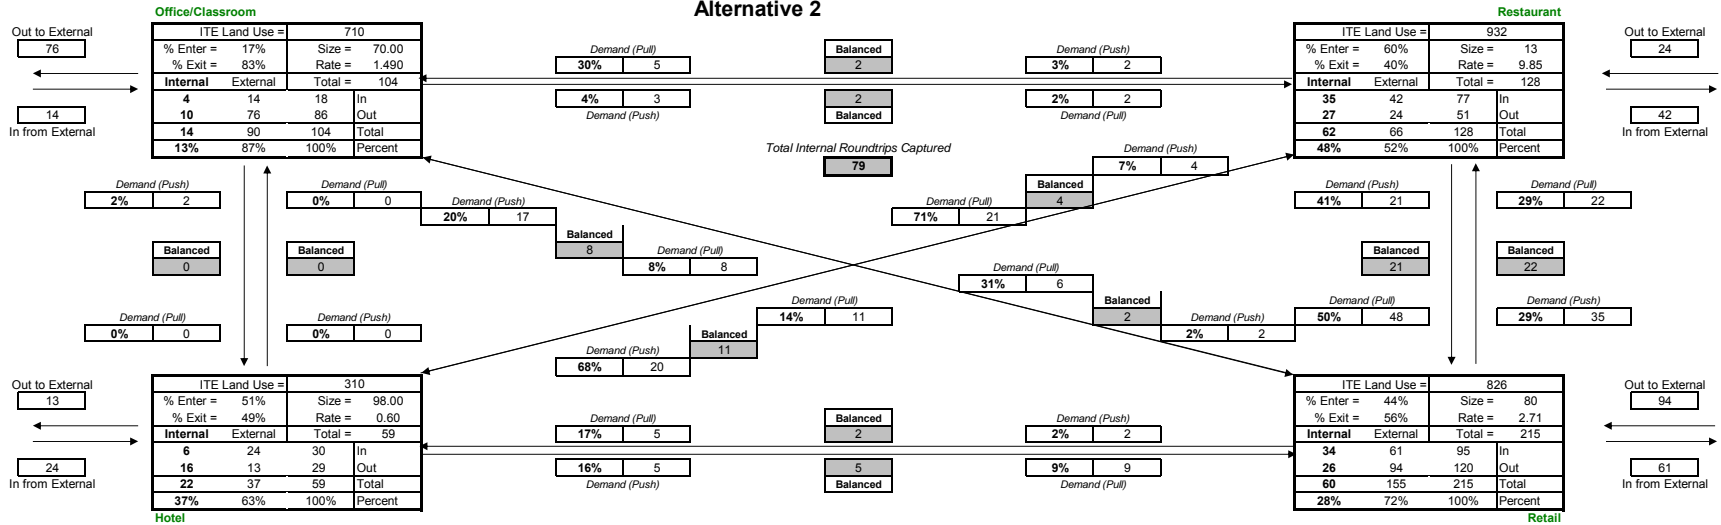 Alternative 2
Office/Classroom
Restaurant
Out to External
76
14
In from External
ITE Land Use = 710
% Enter = 17% Size = 70.00
% Exit = 83% Rate = 1.490
Internal External Total = 104
4 14 18 In
10 76 86 Out
14 90 104 Total
13% 87% 100% Percent
Demand (Pull)
30% 5
Balanced
2
Demand (Push)
3% 2
4% 3
Demand (Push)
2
Balanced
2% 2
Demand (Pull)
ITE Land Use = 932
% Enter = 60% Size = 13
% Exit = 40% Rate = 9.85
Internal External Total = 128
35 42 77 In
27 24 51 Out
62 66 128 Total
48% 52% 100% Percent
Out to External
24
42
In from External
Total Internal Roundtrips Captured
79
Demand (Push)
2% 2
Balanced
0
Demand (Pull)
0% 0
Demand (Pull)
0% 0
Balanced
0
Demand (Push)
0% 0
Demand (Push)
20% 17
Balanced
8
Demand (Pull)
8% 8
Demand (Push)
7% 4
Balanced
4
Demand (Pull)
71% 21
Demand (Pull)
14% 11
Balanced
11
Demand (Push)
68% 20
Demand (Pull)
31% 6
Balanced
2
Demand (Push)
2% 2
Demand (Push)
41% 21
Balanced
21
Demand (Pull)
50% 48
Demand (Pull)
29% 22
Balanced
22
Demand (Push)
29% 35
Out to External
13
24
In from External
ITE Land Use = 310
% Enter = 51% Size = 98.00
% Exit = 49% Rate = 0.60
Internal External Total = 59
6 24 30 In
16 13 29 Out
22 37 59 Total
37% 63% 100% Percent
Demand (Pull)
17% 5
Balanced
2
Demand (Push)
2% 2
16% 5
Demand (Push)
5
Balanced
9% 9
Demand (Pull)
ITE Land Use = 826
% Enter = 44% Size = 80
% Exit = 56% Rate = 2.71
Internal External Total = 215
34 61 95 In
26 94 120 Out
60 155 215 Total
28% 72% 100% Percent
Out to External
94
61
In from External
Hotel
Retail